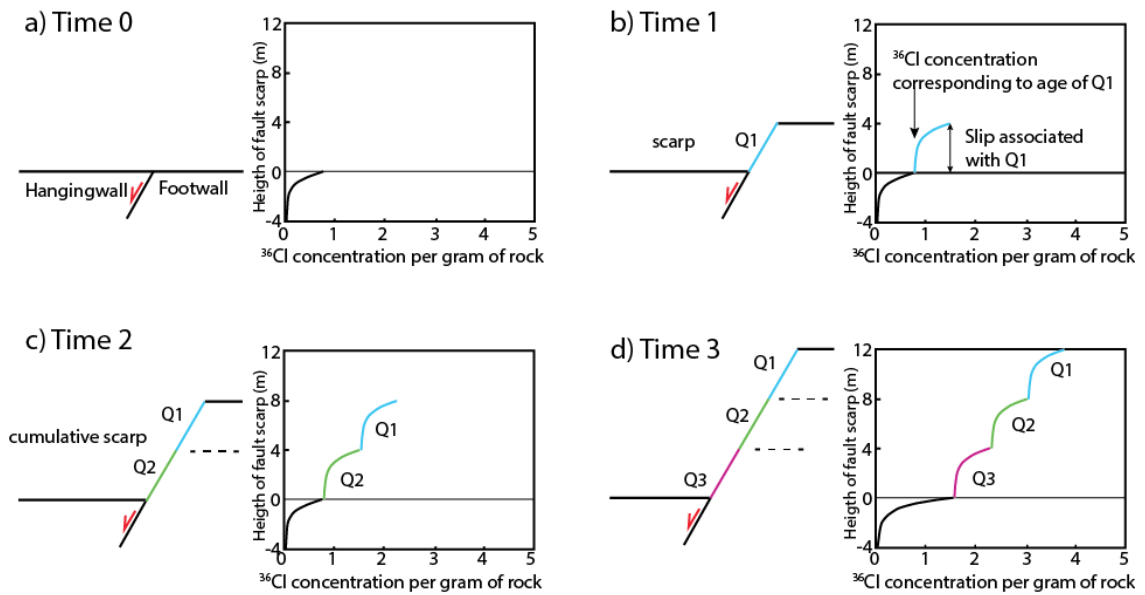 a) Time 0
Hangingwall
Footwall
Heigth of fault scarp (m)
12
8
4
0
-4
0 1 2 3 4 5
³⁶Cl concentration per gram of rock
b) Time 1
scarp
Q1
Heigth of fault scarp (m)
12
8
4
0
-4
³⁶Cl concentration
corresponding to age of Q1
Slip associated
with Q1
0 1 2 3 4 5
³⁶Cl concentration per gram of rock
c) Time 2
cumulative scarp
Q1
Q2
Heigth of fault scarp (m)
12
8
4
0
-4
Q1
Q2
0 1 2 3 4 5
³⁶Cl concentration per gram of rock
d) Time 3
Q1
Q2
Q3
Heigth of fault scarp (m)
12
8
4
0
-4
Q1
Q2
Q3
0 1 2 3 4 5
³⁶Cl concentration per gram of rock